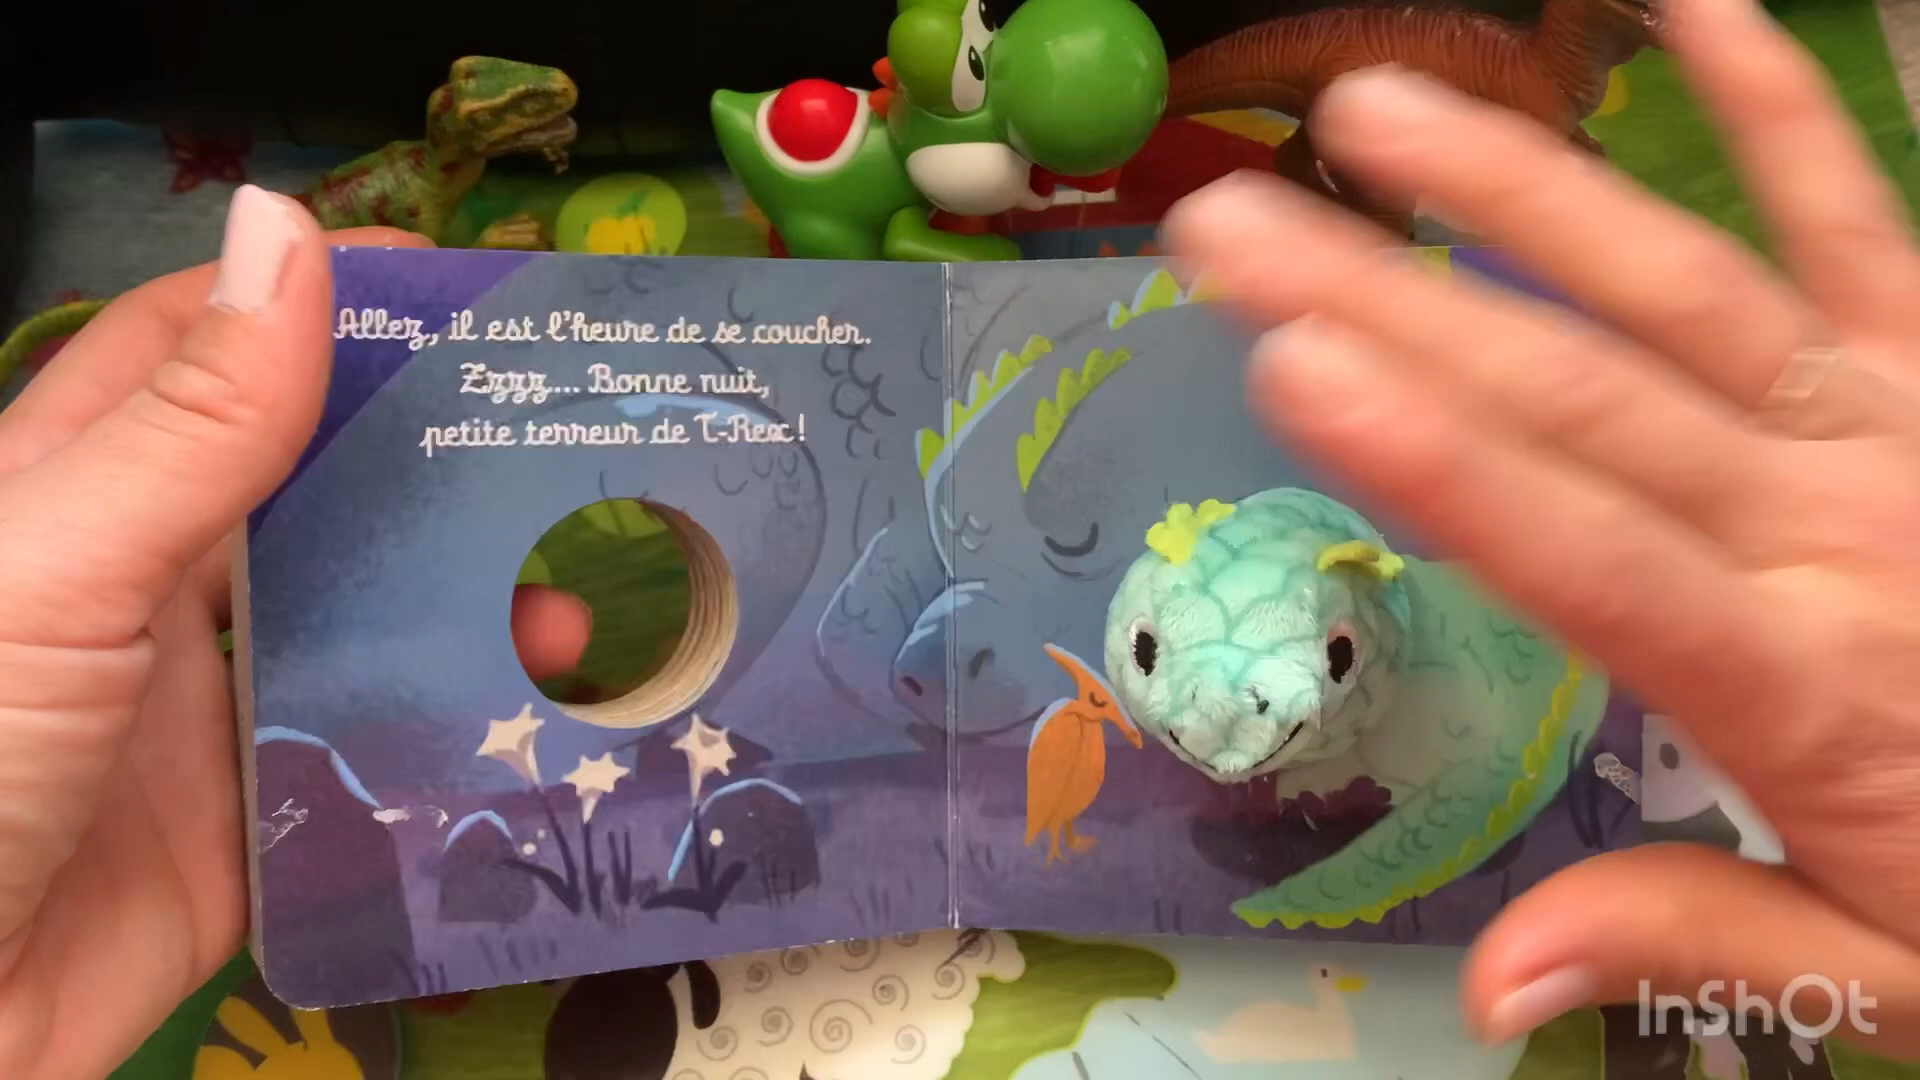 Allez, il est l'heure de se coucher.
Zzzz... Bonne nuit,
petite terreur de T-Rex !
InShOt